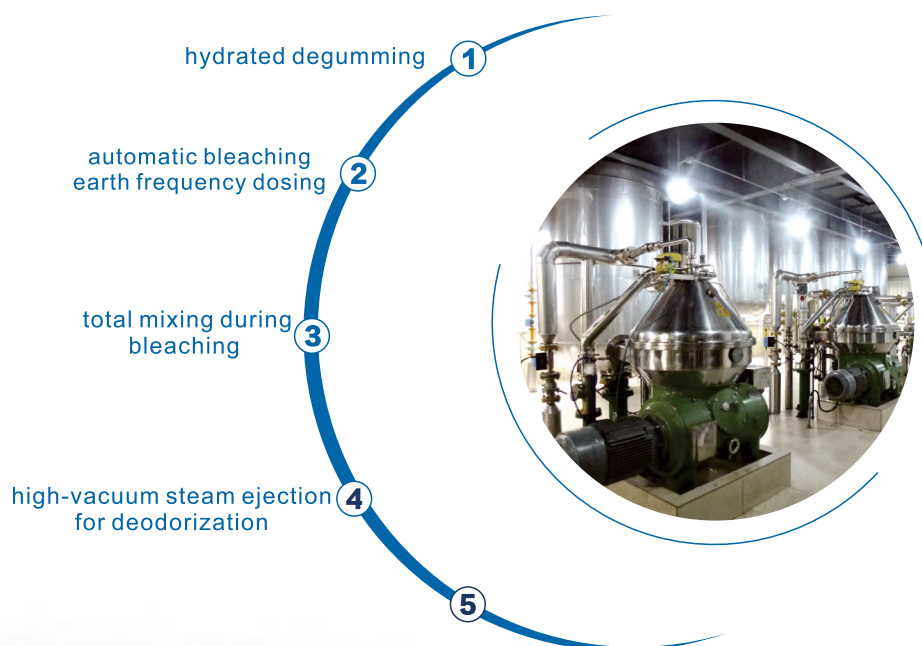 hydrated degumming
1
automatic bleaching
earth frequency dosing
2
total mixing during
bleaching
3
high-vacuum steam ejection
for deodorization
4
5